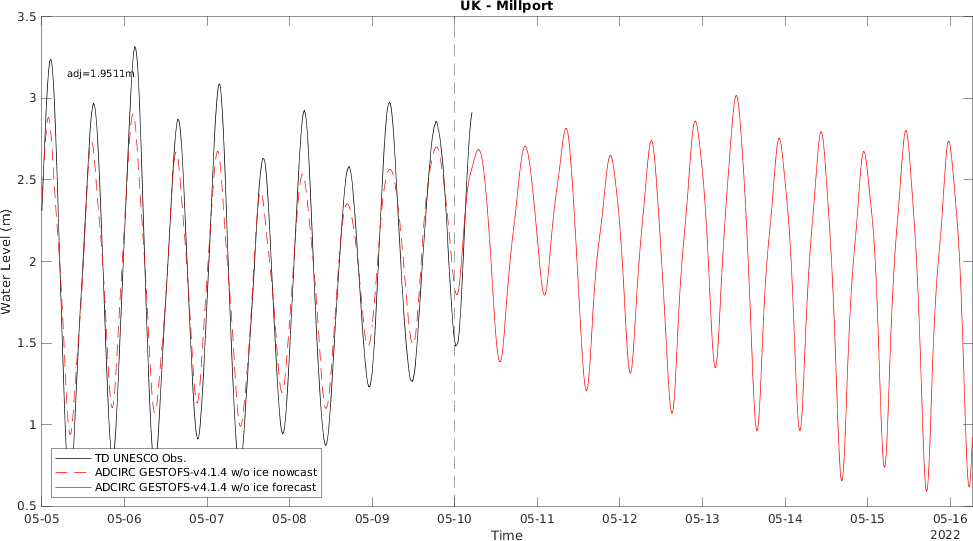 UK - Millport
3.5
3
2.5
2
1.5
1
0.5
Water Level (m)
adj=1.9511m
TD UNESCO Obs.
ADCIRC GESTOFS-v4.1.4 w/o ice nowcast
ADCIRC GESTOFS-v4.1.4 w/o ice forecast
05-05 05-06 05-07 05-08 05-09 05-10 05-11 05-12 05-13 05-14 05-15 05-16
Time
2022